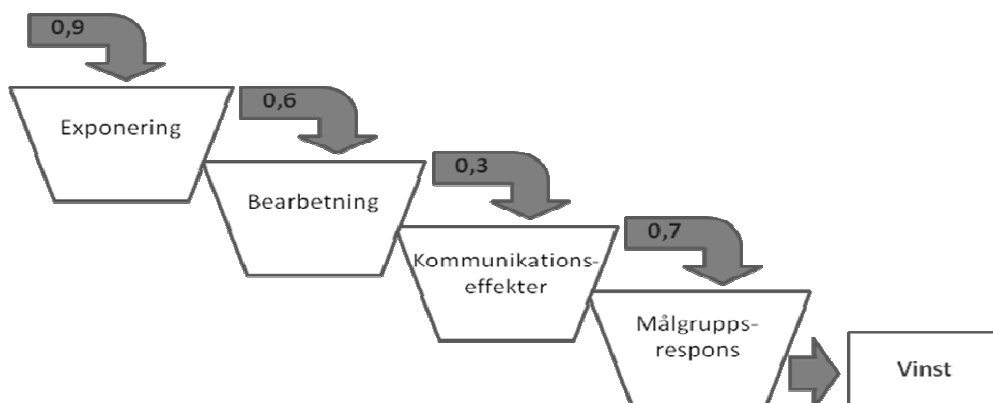 0,9
Exponering
0,6
Bearbetning
0,3
Kommunikations-
effekter
0,7
Målgrupps-
respons
Vinst